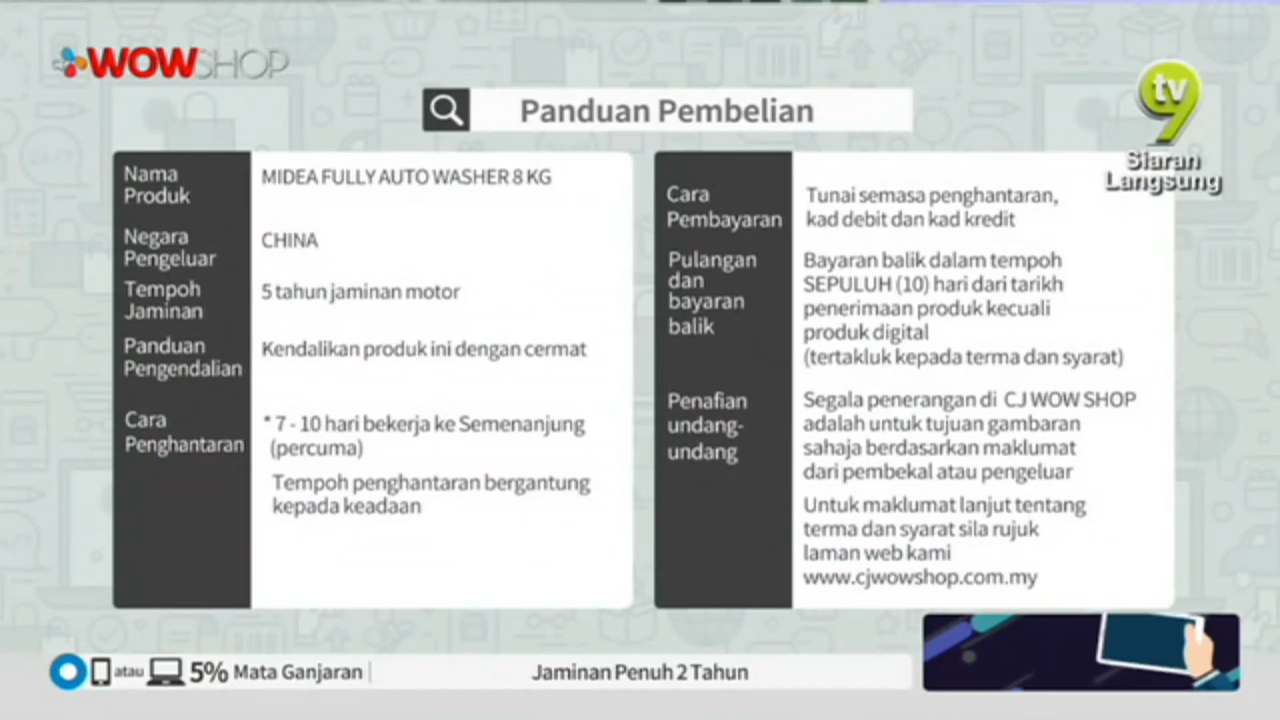 WOWSHOP
Panduan Pembelian
tv9
Siaran
Langsung
Nama
Produk
MIDEA FULLY AUTO WASHER 8 KG
Negara
Pengeluar
CHINA
Tempoh
Jaminan
5 tahun jaminan motor
Panduan
Pengendalian
Kendalikan produk ini dengan cermat
Cara
Penghantaran
* 7 - 10 hari bekerja ke Semenanjung
(percuma)
Tempoh penghantaran bergantung
kepada keadaan
Cara
Pembayaran
Tunai semasa penghantaran,
kad debit dan kad kredit
Pulangan
dan
bayaran
balik
Bayaran balik dalam tempoh
SEPULUH (10) hari dari tarikh
penerimaan produk kecuali
produk digital
(tertakluk kepada terma dan syarat)
Penafian
undang-
undang
Segala penerangan di CJ WOW SHOP
adalah untuk tujuan gambaran
sahaja berdasarkan maklumat
dari pembekal atau pengeluar
Untuk maklumat lanjut tentang
terma dan syarat sila rujuk
laman web kami
www.cjwowshop.com.my
atau 5% Mata Ganjaran
Jaminan Penuh 2 Tahun